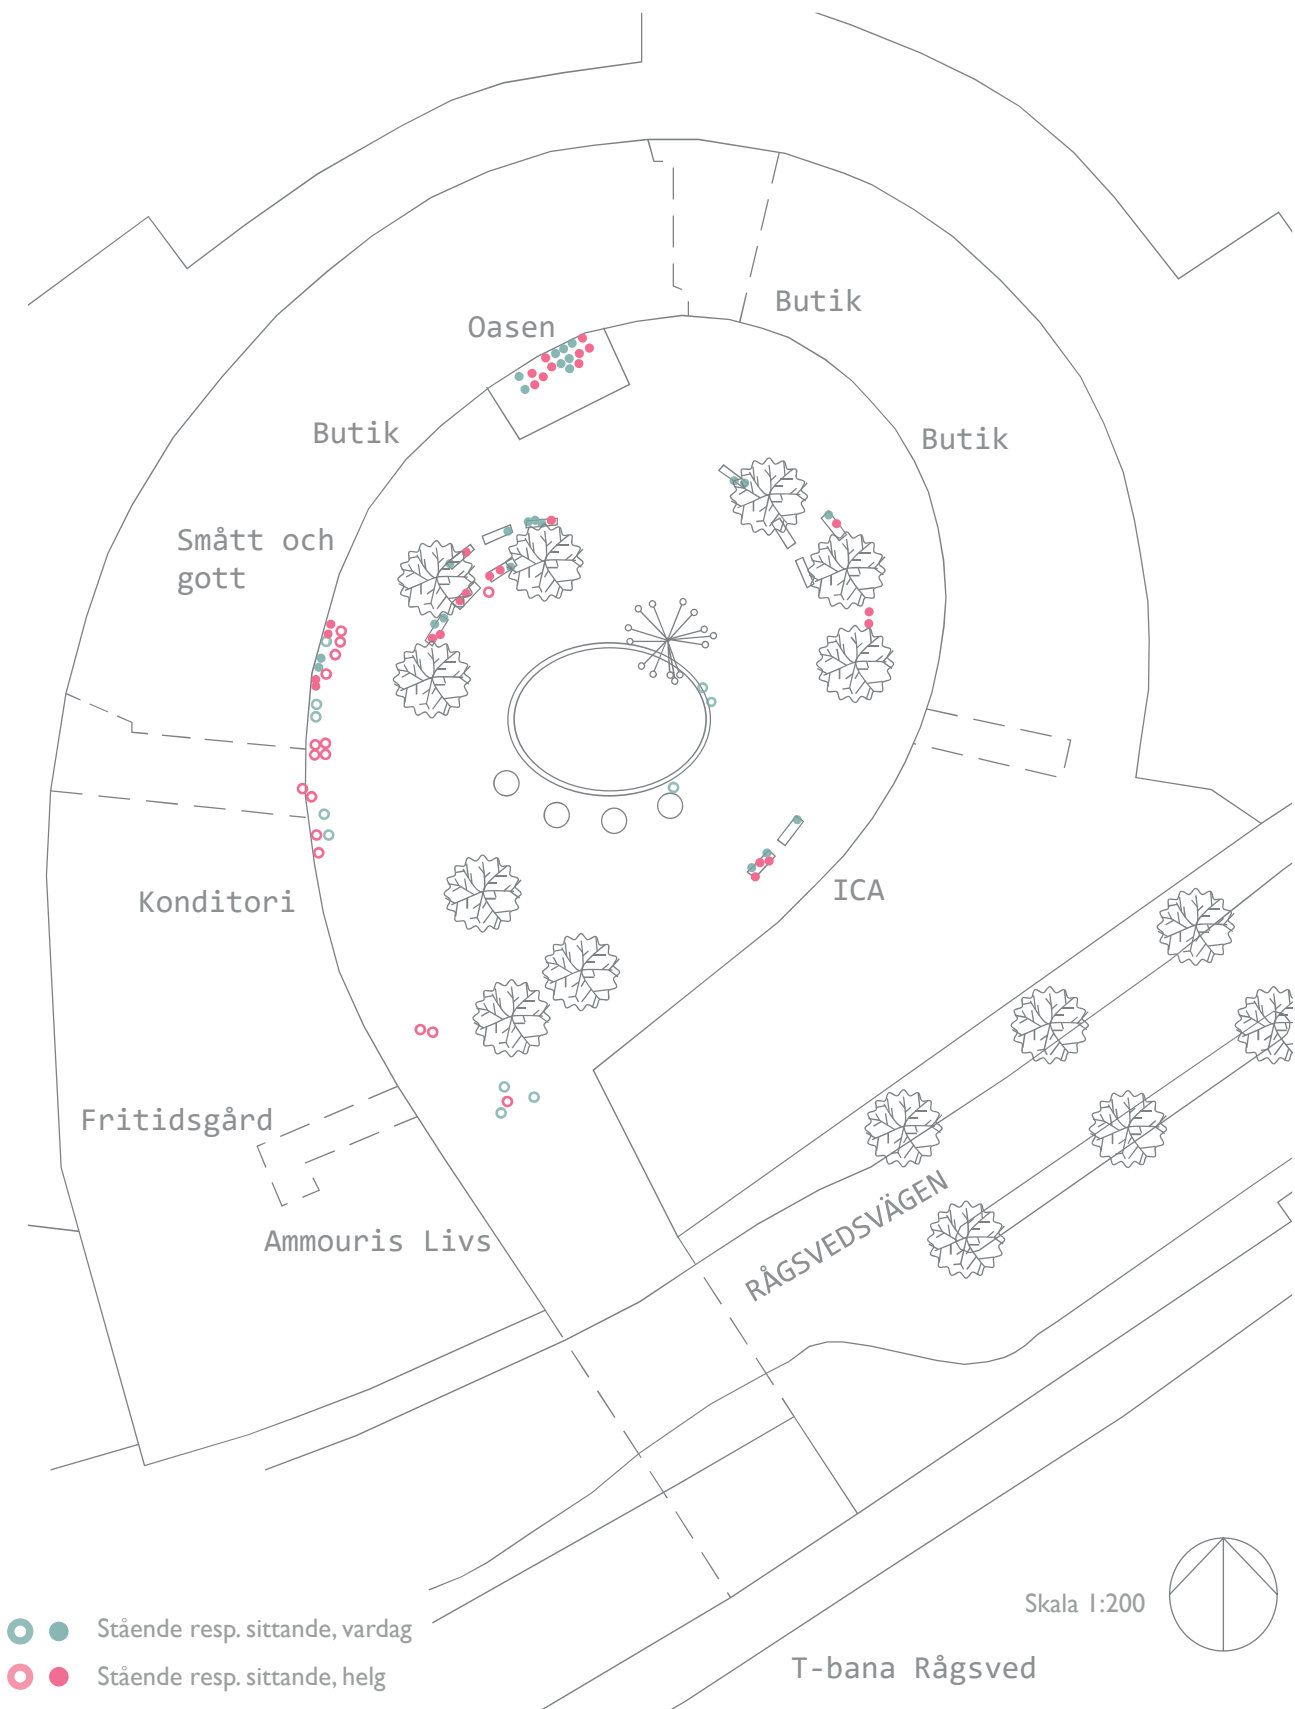 Butik
Oasen
Butik
Butik
Smått och
gott
Konditori
ICA
Fritidsgård
RÅGSVEDSVÄGEN
Ammouris Livs
Skala 1:200
Stående resp. sittande, vardag
T-bana Rågsved
Stående resp. sittande, helg